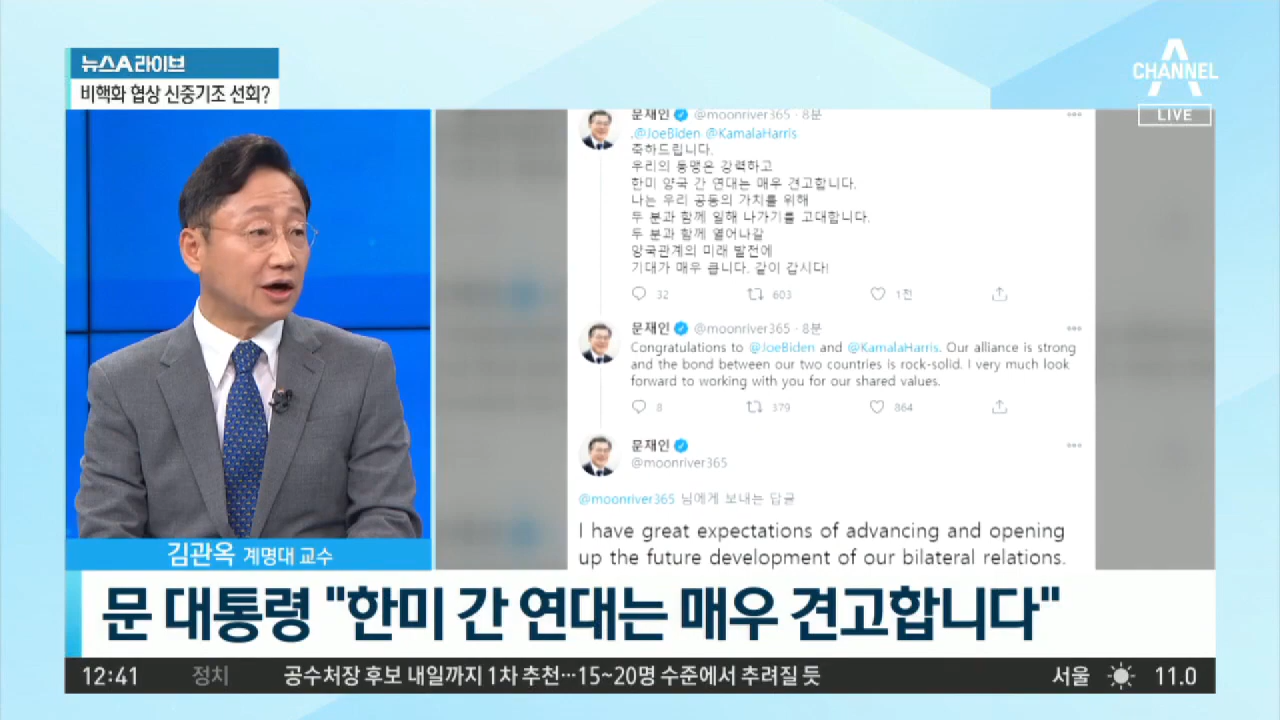 뉴스A 라이브
비핵화 협상 신중기조 선회?
CHANNEL A
LIVE
문재인 @moonriver365 · 8분
.@JoeBiden @KamalaHarris
축하드립니다.
우리의 동맹은 강력하고
한미 양국 간 연대는 매우 견고합니다.
나는 우리 공동의 가치를 위해
두 분과 함께 일해 나가기를 고대합니다.
두 분과 함께 열어나갈
양국관계의 미래 발전에
기대가 매우 큽니다. 같이 갑시다!
32 603 1천
문재인 @moonriver365 · 8분
Congratulations to @JoeBiden and @KamalaHarris. Our alliance is strong
and the bond between our two countries is rock-solid. I very much look
forward to working with you for our shared values.
8 379 864
문재인
@moonriver365
@moonriver365 님에게 보내는 답글
I have great expectations of advancing and opening
up the future development of our bilateral relations.
김관옥 계명대 교수
문 대통령 "한미 간 연대는 매우 견고합니다"
12:41 정치 공수처장 후보 내일까지 1차 추천…15~20명 수준에서 추려질 듯 서울 11.0